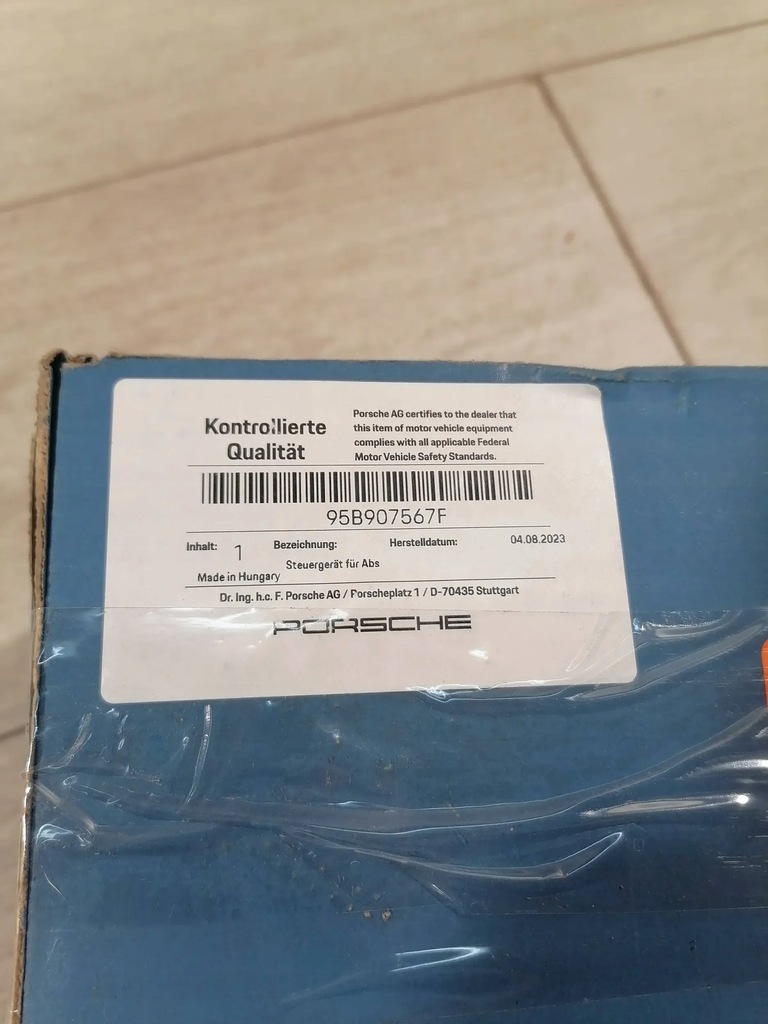 Kontrollierte
Qualität
Porsche AG certifies to the dealer that
this item of motor vehicle equipment
complies with all applicable Federal
Motor Vehicle Safety Standards.
95B907567F
Inhalt: 1 Bezeichnung: Herstelldatum: 04.08.2023
Steuergerät für Abs
Made in Hungary
Dr. Ing. h.c. F. Porsche AG / Porscheplatz 1 / D-70435 Stuttgart
PORSCHE